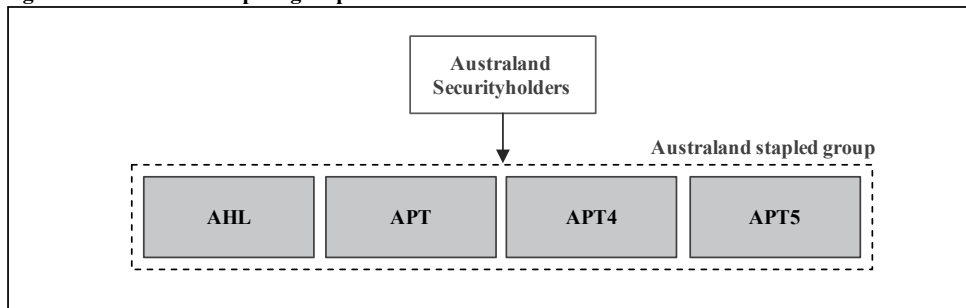 Australand
Securityholders
Australand stapled group
AHL
APT
APT4
APT5